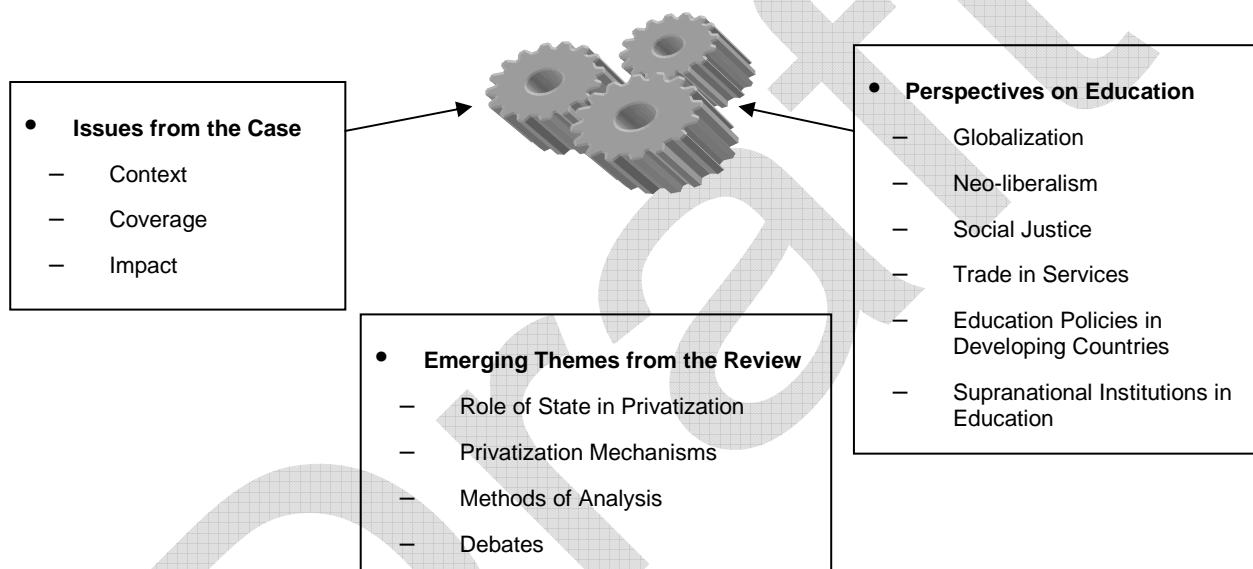 • Issues from the Case
– Context
– Coverage
– Impact
• Perspectives on Education
– Globalization
– Neo-liberalism
– Social Justice
– Trade in Services
– Education Policies in
Developing Countries
– Supranational Institutions in
Education
• Emerging Themes from the Review
– Role of State in Privatization
– Privatization Mechanisms
– Methods of Analysis
– Debates